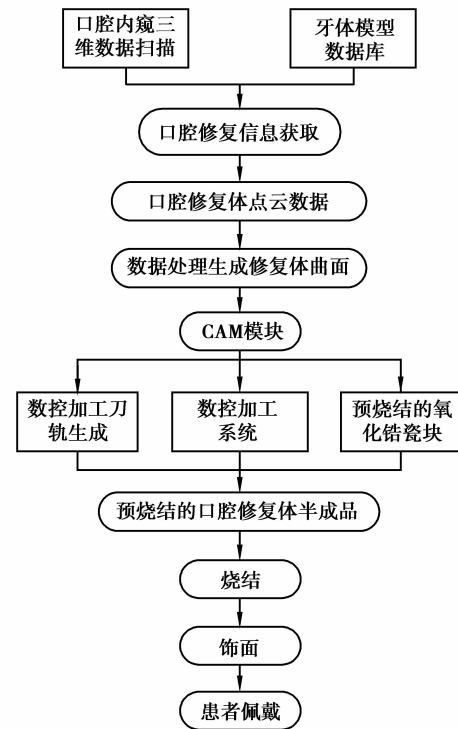 口腔内窥三
维数据扫描
牙体模型
数据库
口腔修复信息获取
口腔修复体点云数据
数据处理生成修复体曲面
CAM模块
数控加工刀
轨生成
数控加工
系统
预烧结的氧
化锆瓷块
预烧结的口腔修复体半成品
烧结
饰面
患者佩戴